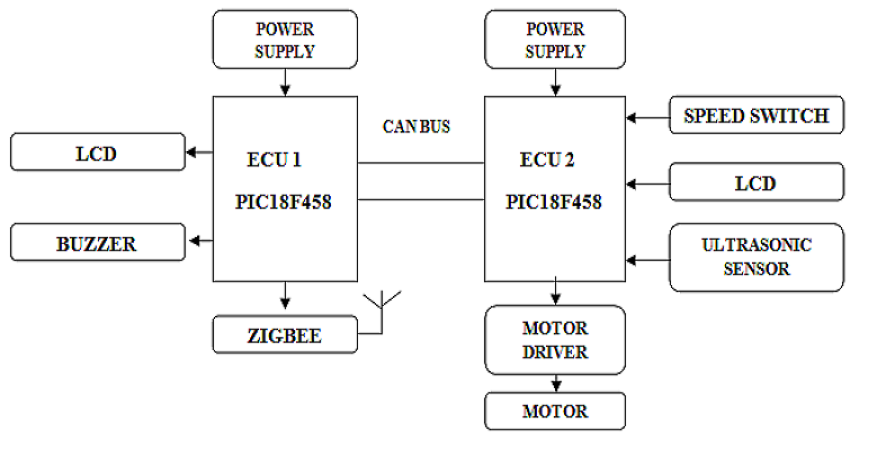 POWER
SUPPLY
POWER
SUPPLY
CAN BUS
SPEED SWITCH
LCD
ECU 1
PIC18F458
ECU 2
PIC18F458
LCD
BUZZER
ULTRASONIC
SENSOR
ZIGBEE
MOTOR
DRIVER
MOTOR